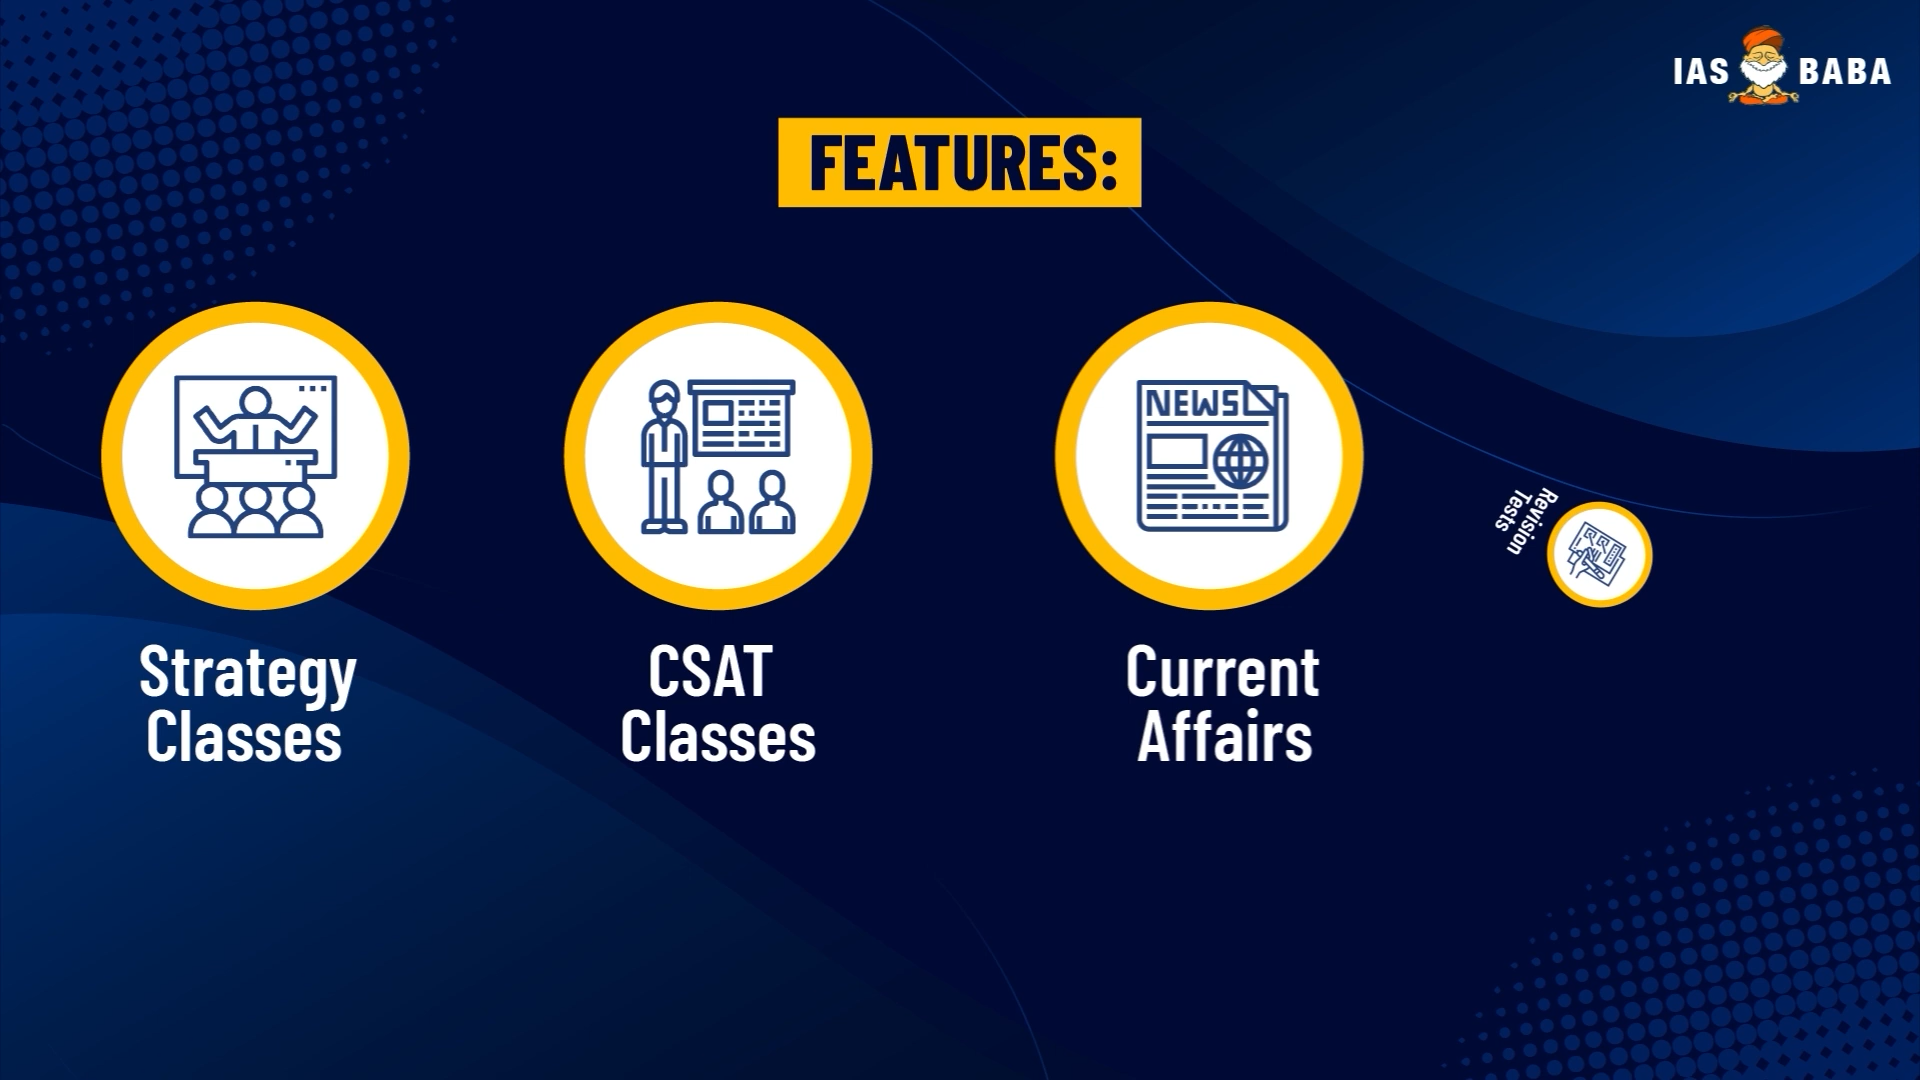 IAS BABA
FEATURES:
NEWS
Strategy
Classes
CSAT
Classes
Current
Affairs
Revision
Tests